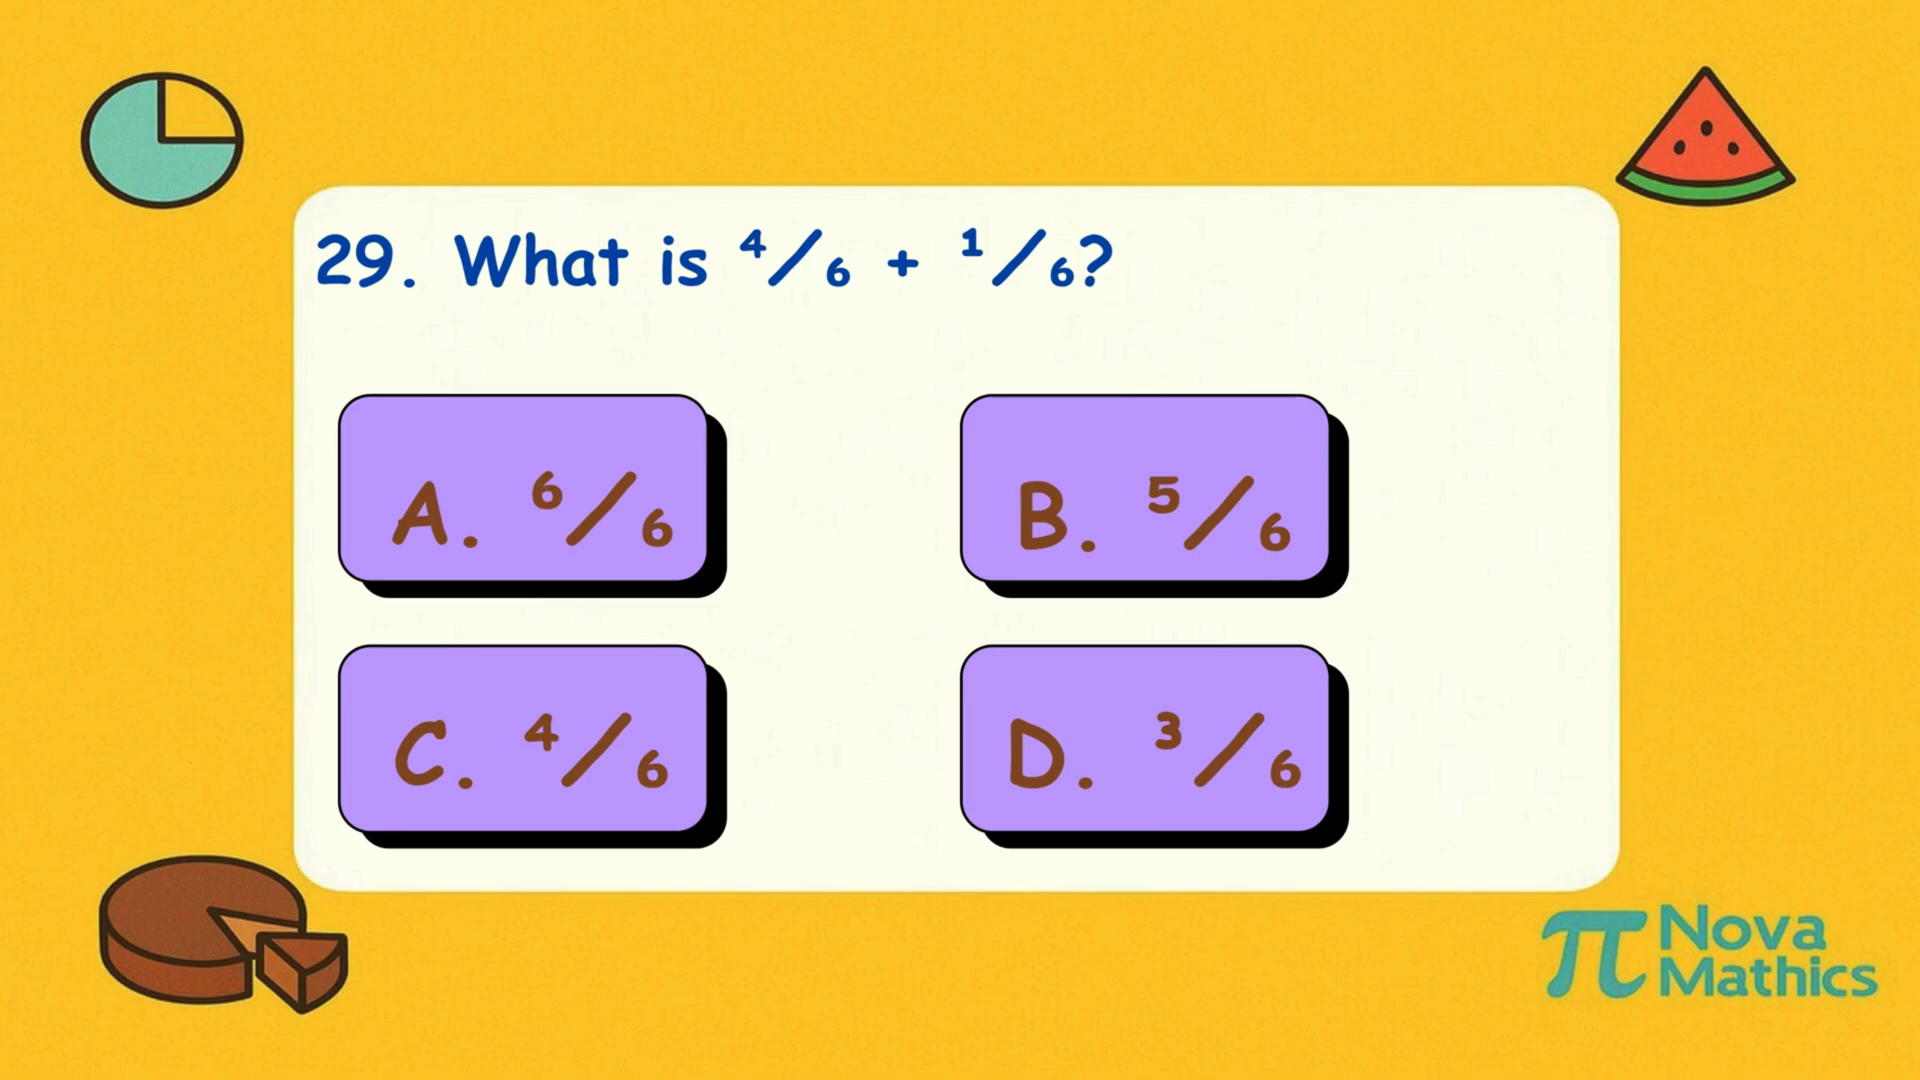 29. What is ⁴/₆ + ¹/₆?
A. ⁶/₆
B. ⁵/₆
C. ⁴/₆
D. ³/₆
π Nova
Mathics